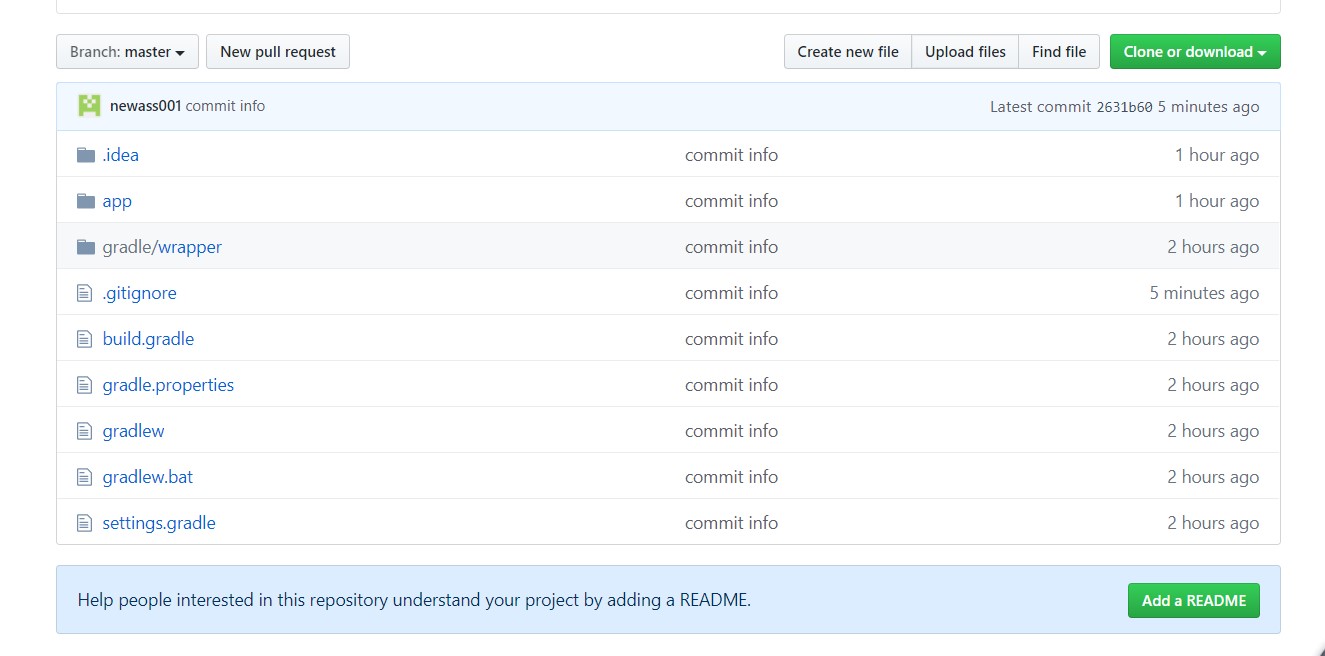 Branch: master New pull request Create new file Upload files Find file Clone or download
newass001 commit info Latest commit 2631b60 5 minutes ago
.idea commit info 1 hour ago
app commit info 1 hour ago
gradle/wrapper commit info 2 hours ago
.gitignore commit info 5 minutes ago
build.gradle commit info 2 hours ago
gradle.properties commit info 2 hours ago
gradlew commit info 2 hours ago
gradlew.bat commit info 2 hours ago
settings.gradle commit info 2 hours ago
Help people interested in this repository understand your project by adding a README. Add a README